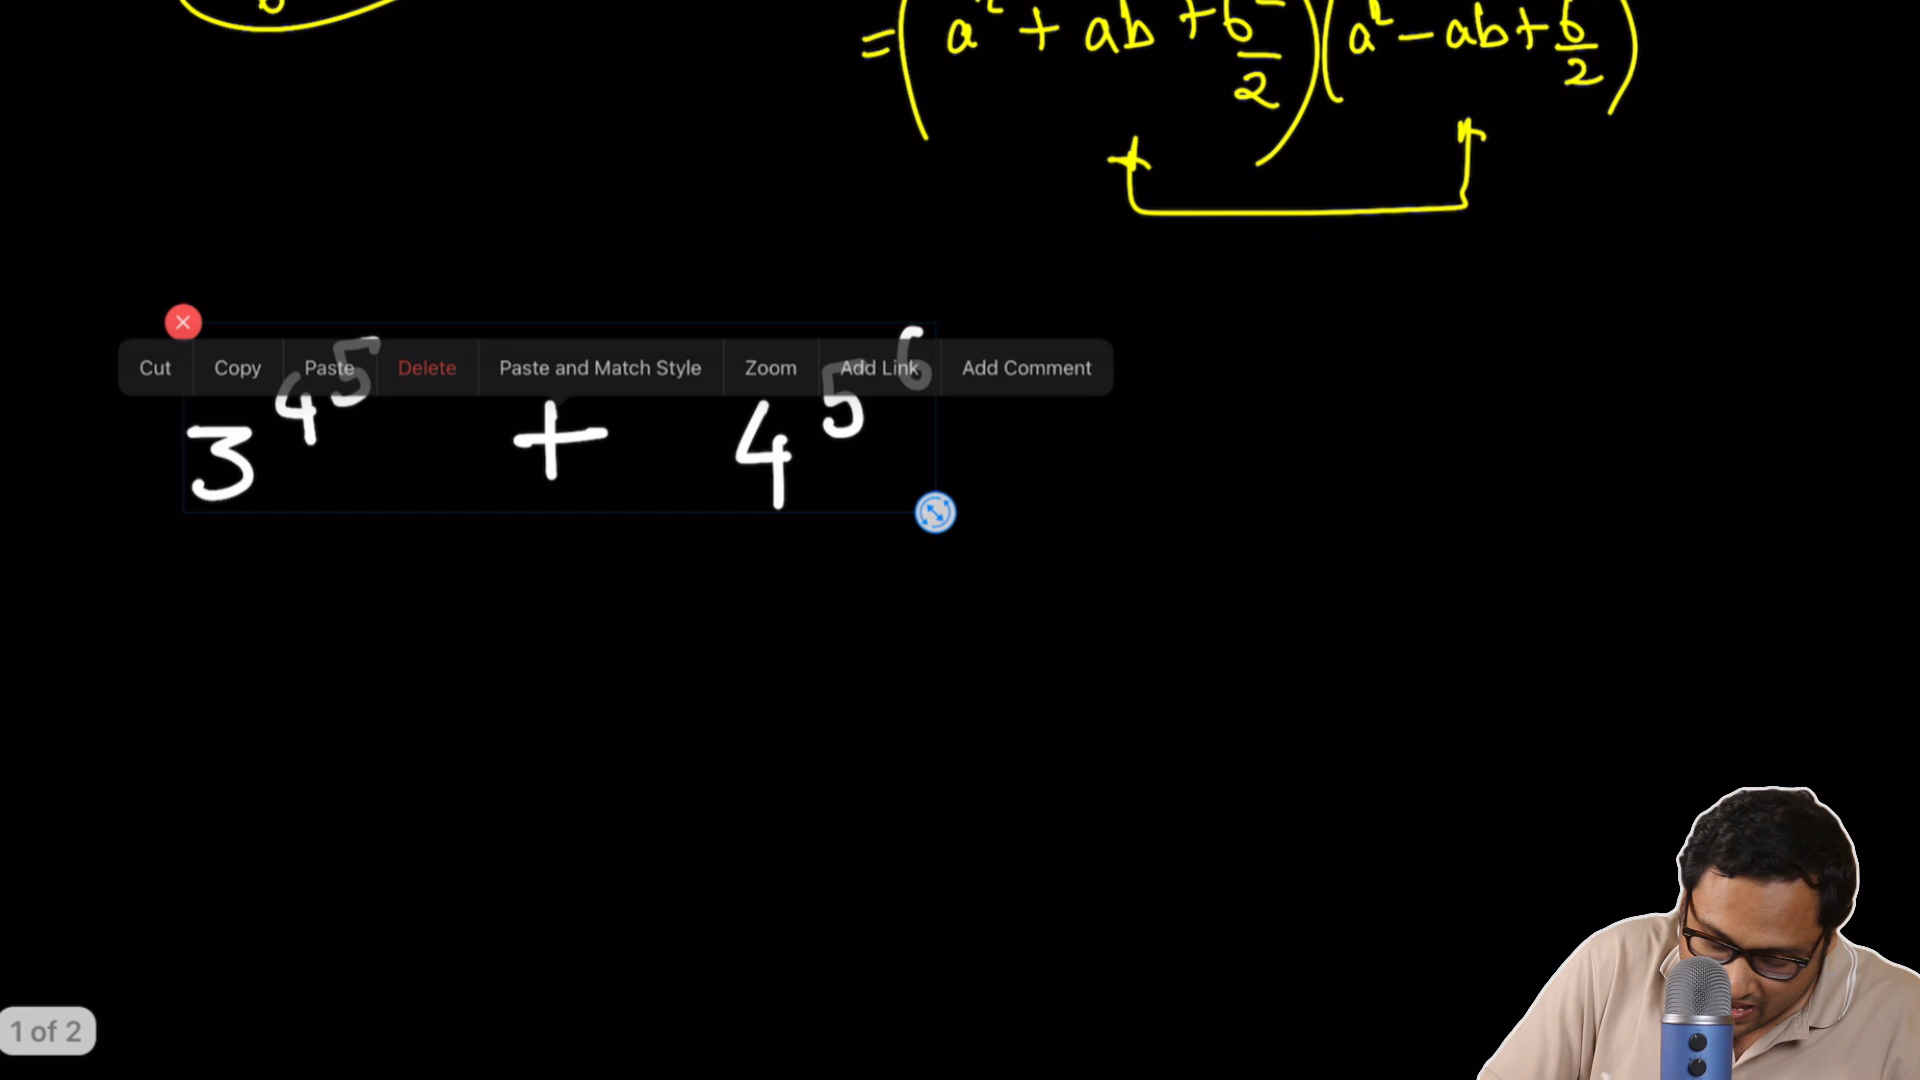 = (a² + ab + b²/2)(a² − ab + b/2)
Cut Copy Paste Delete Paste and Match Style Zoom Add Link Add Comment
3^4^5 + 4^5^6
1 of 2